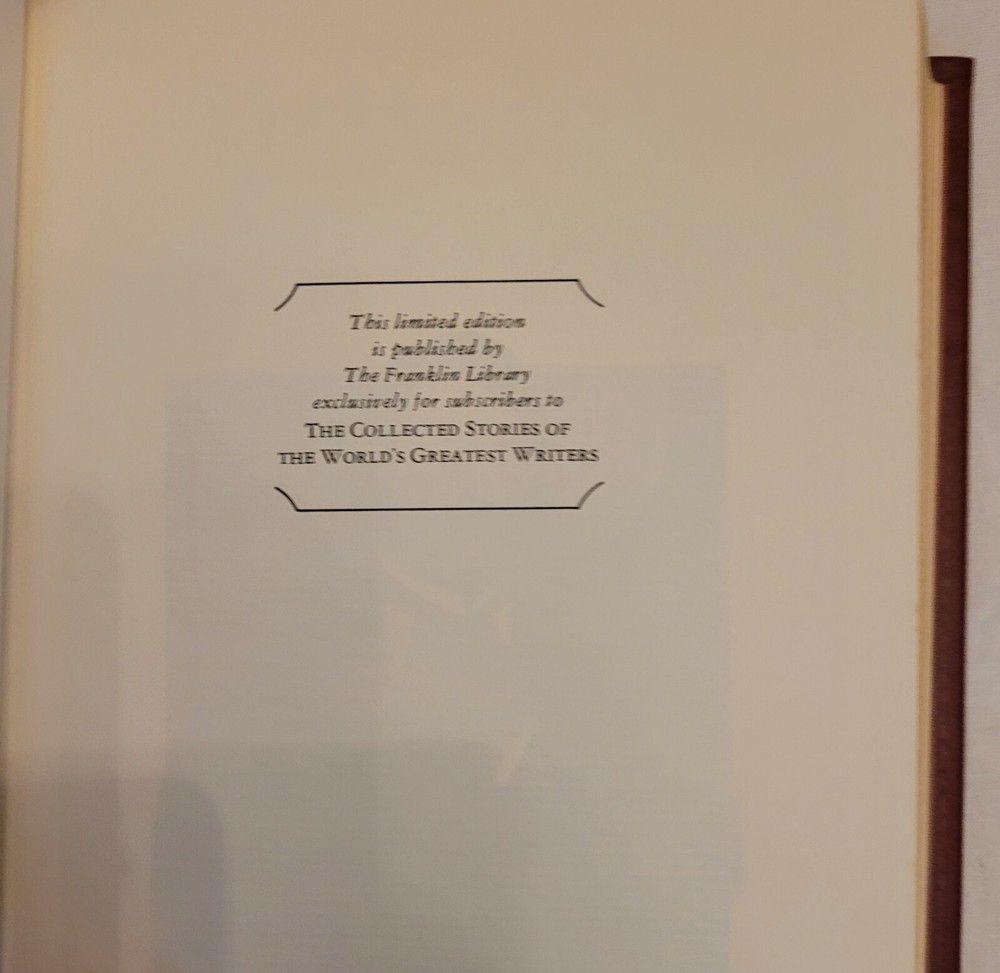 This limited edition
is published by
The Franklin Library
exclusively for subscribers to
THE COLLECTED STORIES OF
THE WORLD'S GREATEST WRITERS